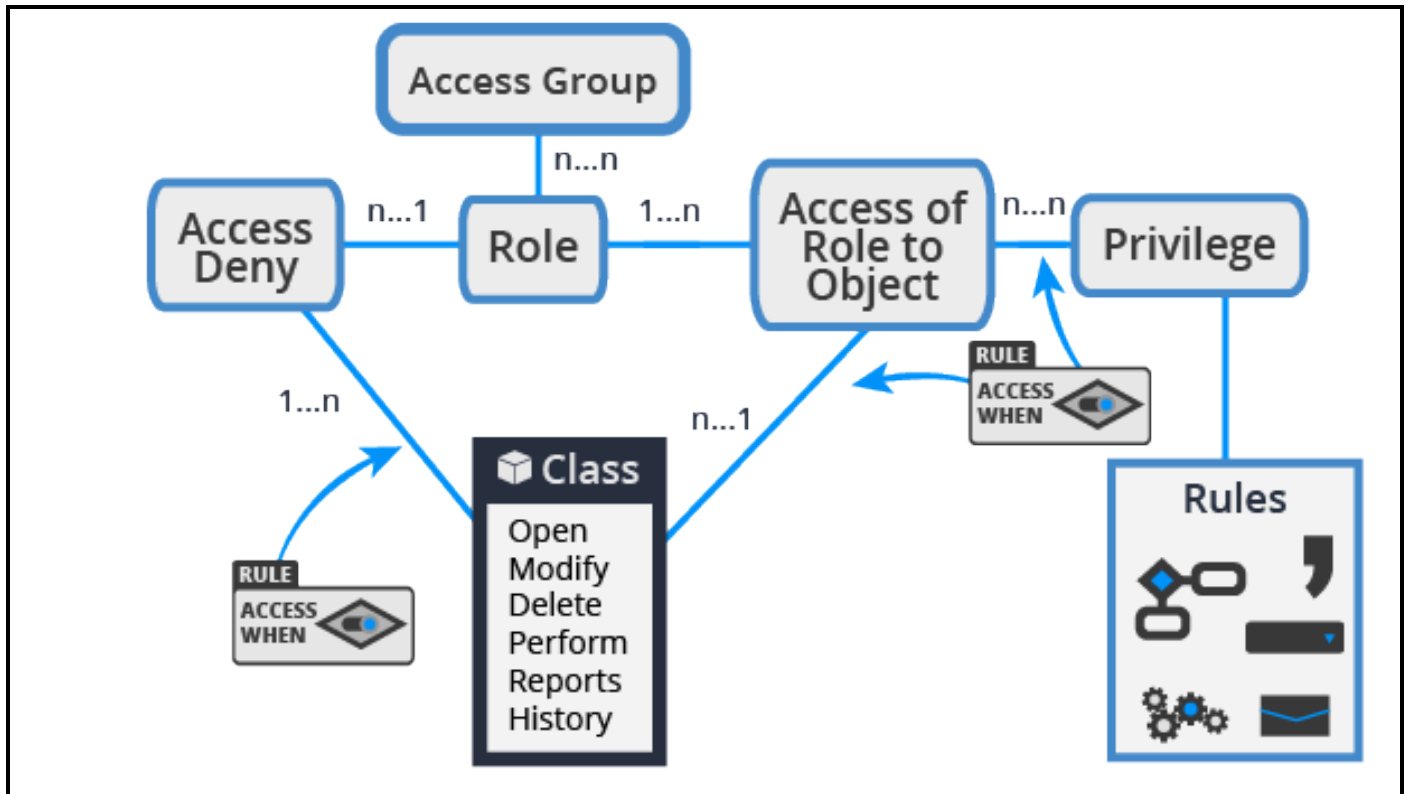 Access Group
n...n
Access
Deny
n...1
Role
1...n
Access of
Role to
Object
n...n
Privilege
RULE
ACCESS
WHEN
1...n
n...1
Class
Open
Modify
Delete
Perform
Reports
History
RULE
ACCESS
WHEN
Rules